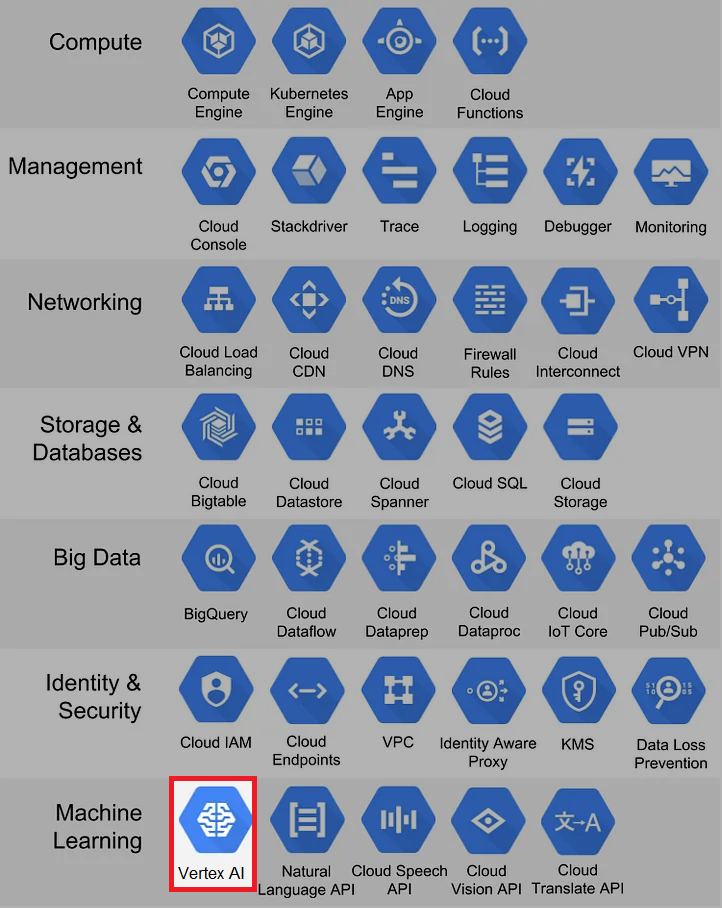 Compute
Compute Engine
Kubernetes Engine
App Engine
Cloud Functions
Management
Cloud Console
Stackdriver
Trace
Logging
Debugger
Monitoring
Networking
Cloud Load Balancing
Cloud CDN
Cloud DNS
DNS
Firewall Rules
Cloud Interconnect
Cloud VPN
Storage & Databases
Cloud Bigtable
Cloud Datastore
Cloud Spanner
Cloud SQL
Cloud Storage
Big Data
BigQuery
Cloud Dataflow
Cloud Dataprep
Cloud Dataproc
Cloud IoT Core
Cloud Pub/Sub
Identity & Security
Cloud IAM
Cloud Endpoints
VPC
Identity Aware Proxy
KMS
Data Loss Prevention
Machine Learning
Vertex AI
Natural Language API
Cloud Speech API
Cloud Vision API
文→A
Cloud Translate API